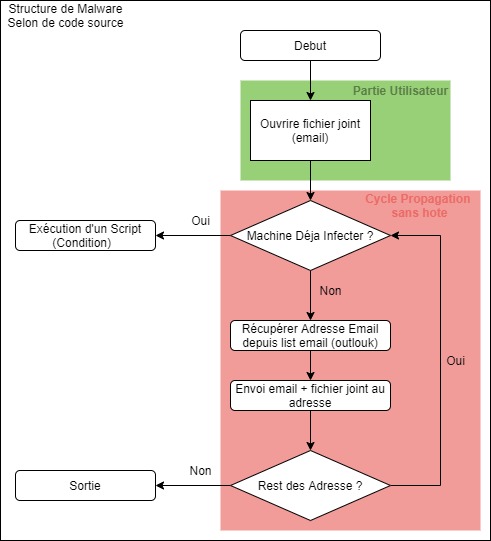 Structure de Malware
Selon de code source
Debut
Partie Utilisateur
Ouvrire fichier joint
(email)
Cycle Propagation
sans hote
Oui
Exécution d'un Script
(Condition)
Machine Déja Infecter ?
Non
Récupérer Adresse Email
depuis list email (outlouk)
Oui
Envoi email + fichier joint au
adresse
Non
Sortie
Rest des Adresse ?